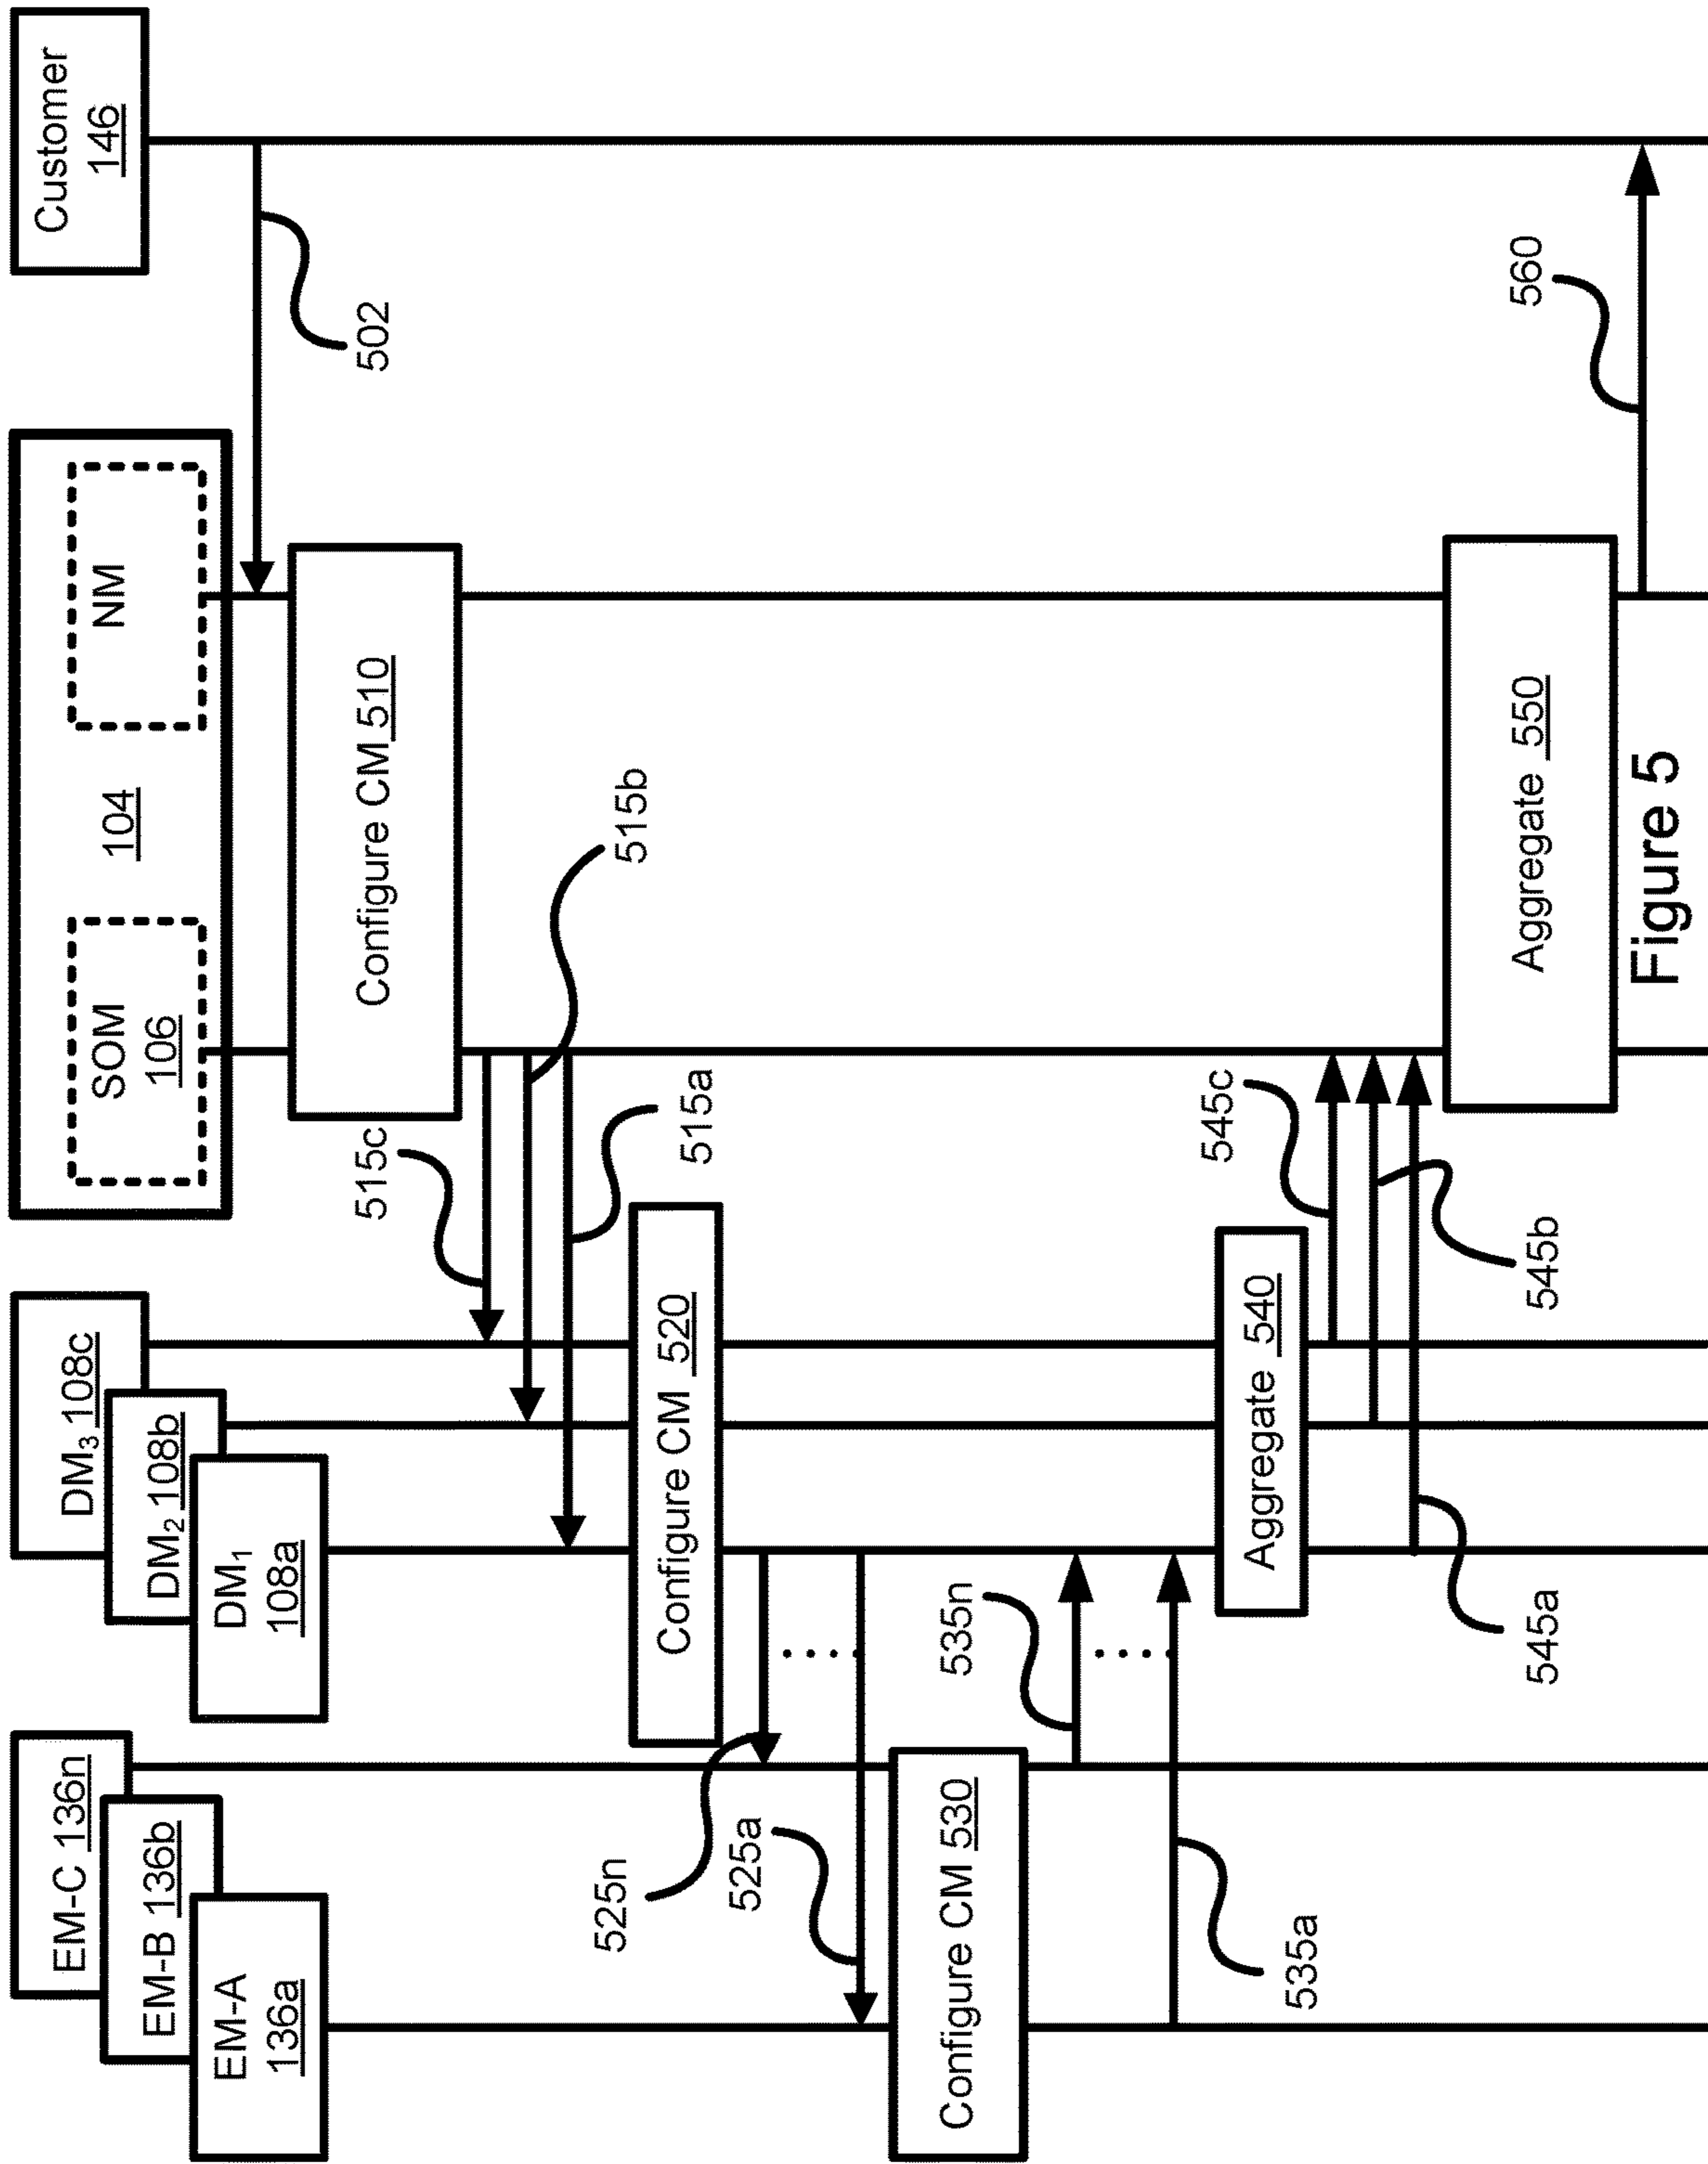 EM-C 136n
EM-B 136b
EM-A
136a
DM3 108c
DM2 108b
DM1
108a
SOM
106
104
NM
Customer
146
502
Configure CM 510
515c
515b
515a
Configure CM 520
525n
525a
Configure CM 530
535n
535a
Aggregate 540
545c
545b
545a
Aggregate 550
560
Figure 5